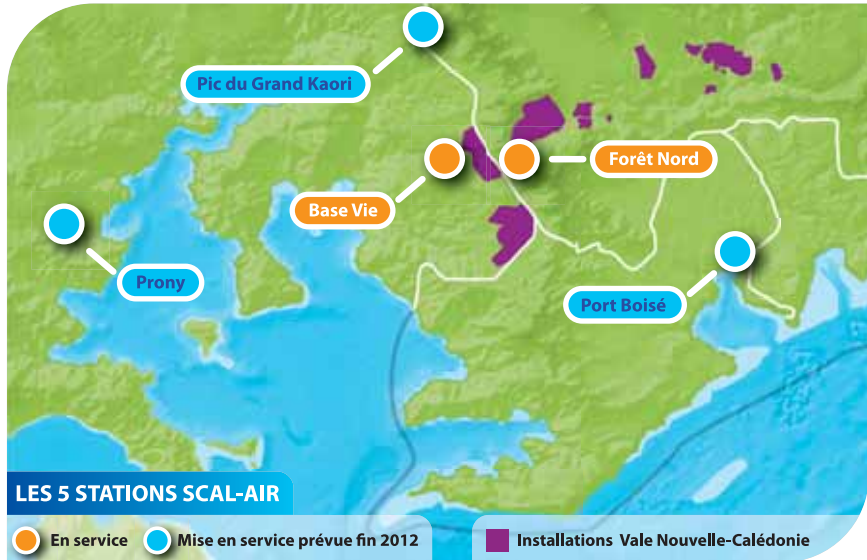 Pic du Grand Kaori
Forêt Nord
Base Vie
Prony
Port Boisé
LES 5 STATIONS SCAL-AIR
En service
Mise en service prévue fin 2012
Installations Vale Nouvelle-Calédonie